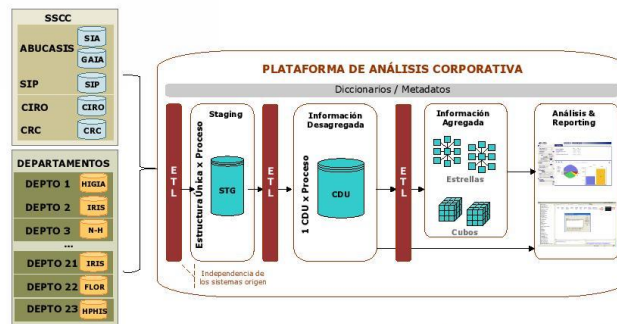 SSCC
ABUCASIS
SIA
GAIA
SIP
SIP
CIRO
CIRO
CRC
CRC
DEPARTAMENTOS
DEPTO 1
HIGIA
DEPTO 2
IRIS
DEPTO 3
N-H
...
DEPTO 21
IRIS
DEPTO 22
FLOR
DEPTO 23
HPHIS
PLATAFORMA DE ANÁLISIS CORPORATIVA
Diccionarios / Metadatos
ETL
Staging
Estructura Única x Proceso
STG
ETL
Información
Desagregada
1 CDU x Proceso
CDU
ETL
Información
Agregada
Estrellas
Cubos
Análisis &
Reporting
Independencia de
los sistemas origen